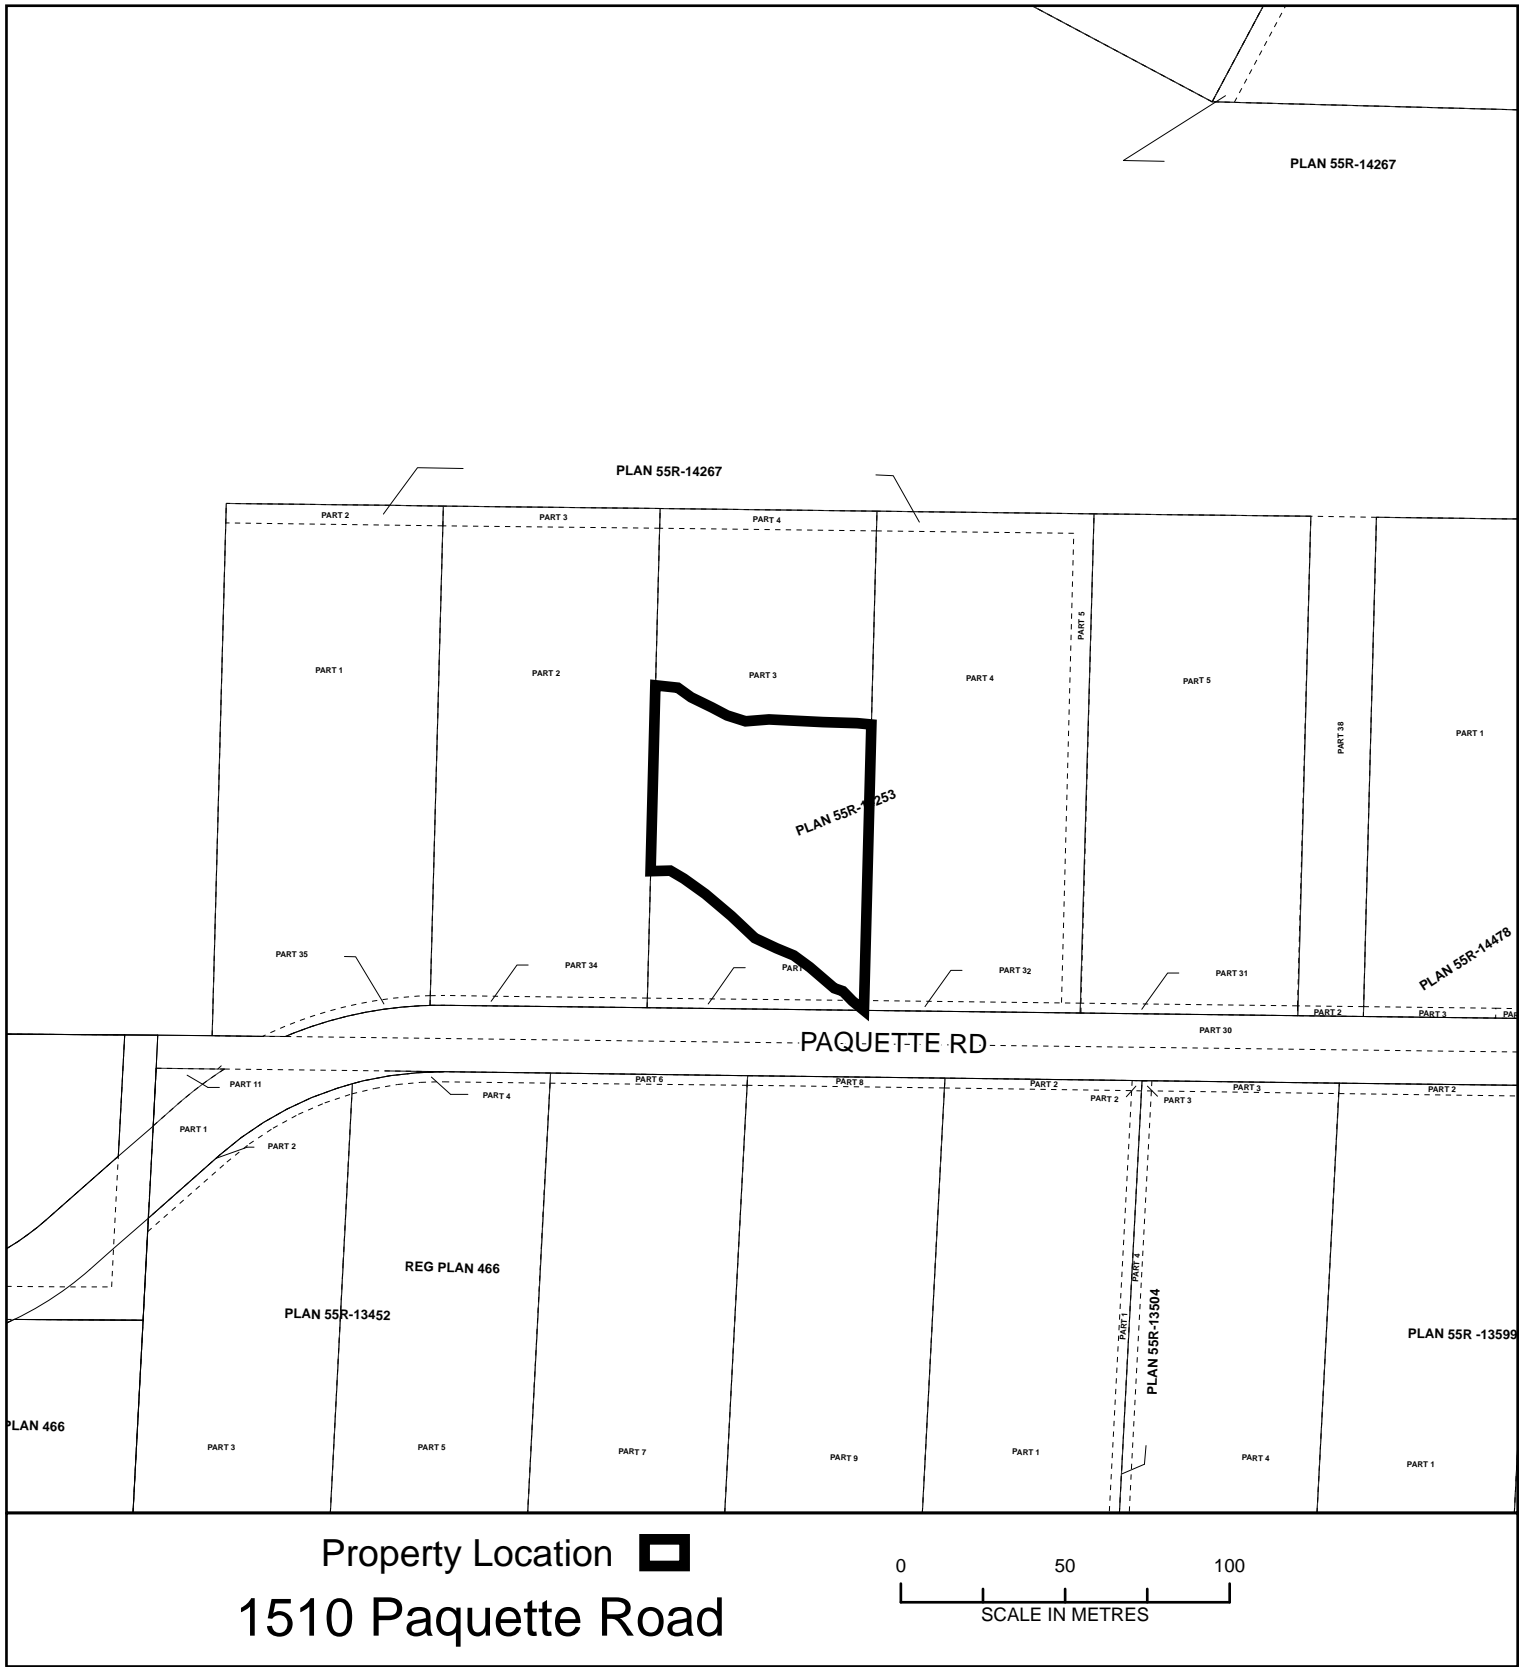 PLAN 55R-14267
PLAN 55R-14267
PART 2
PART 3
PART 4
PART 1
PART 2
PART 3
PART 4
PART 5
PART 5
PART 38
PART 1
PLAN 55R-
253
PLAN 55R-14478
PART 35
PART 34
PART
PART 32
PART 31
PART 2
PART 3
PART 30
PAQUETTE RD
PART 11
PART 4
PART 6
PART 8
PART 2
PART 2
PART 3
PART 3
PART 2
PART 1
PART 2
REG PLAN 466
PLAN 55R-13452
PART 4
PART 1
PLAN 55R-13504
PLAN 55R -13599
PLAN 466
PART 3
PART 5
PART 7
PART 9
PART 1
PART 4
PART 1
Property Location
1510 Paquette Road
0 50 100
SCALE IN METRES